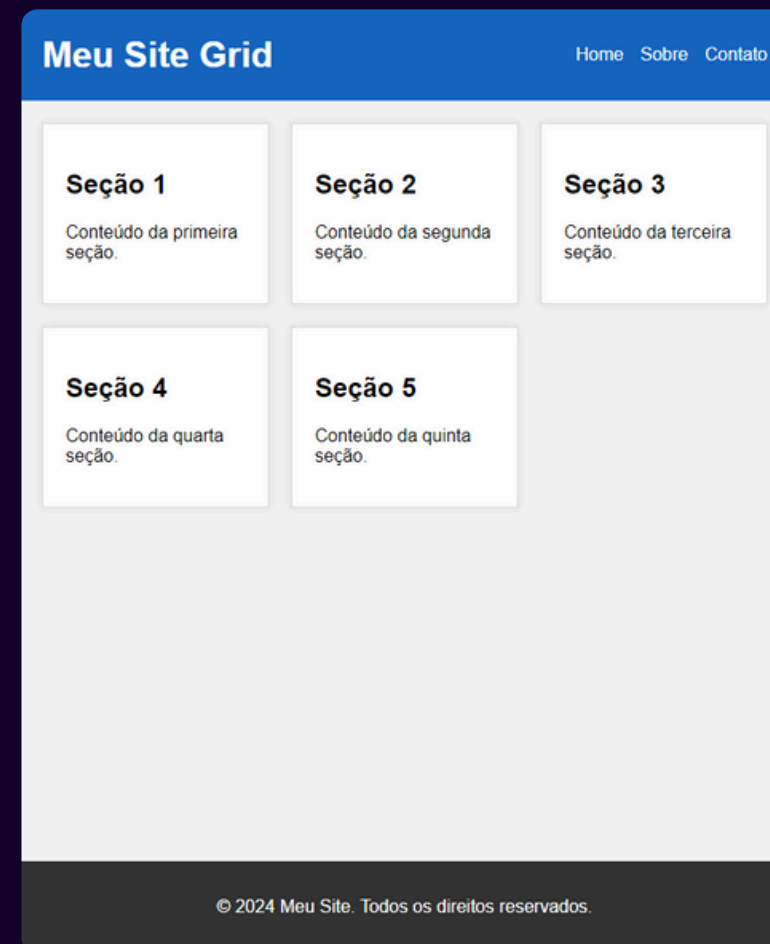 Meu Site Grid
Home Sobre Contato
Seção 1
Conteúdo da primeira
seção.
Seção 2
Conteúdo da segunda
seção.
Seção 3
Conteúdo da terceira
seção.
Seção 4
Conteúdo da quarta
seção.
Seção 5
Conteúdo da quinta
seção.
© 2024 Meu Site. Todos os direitos reservados.